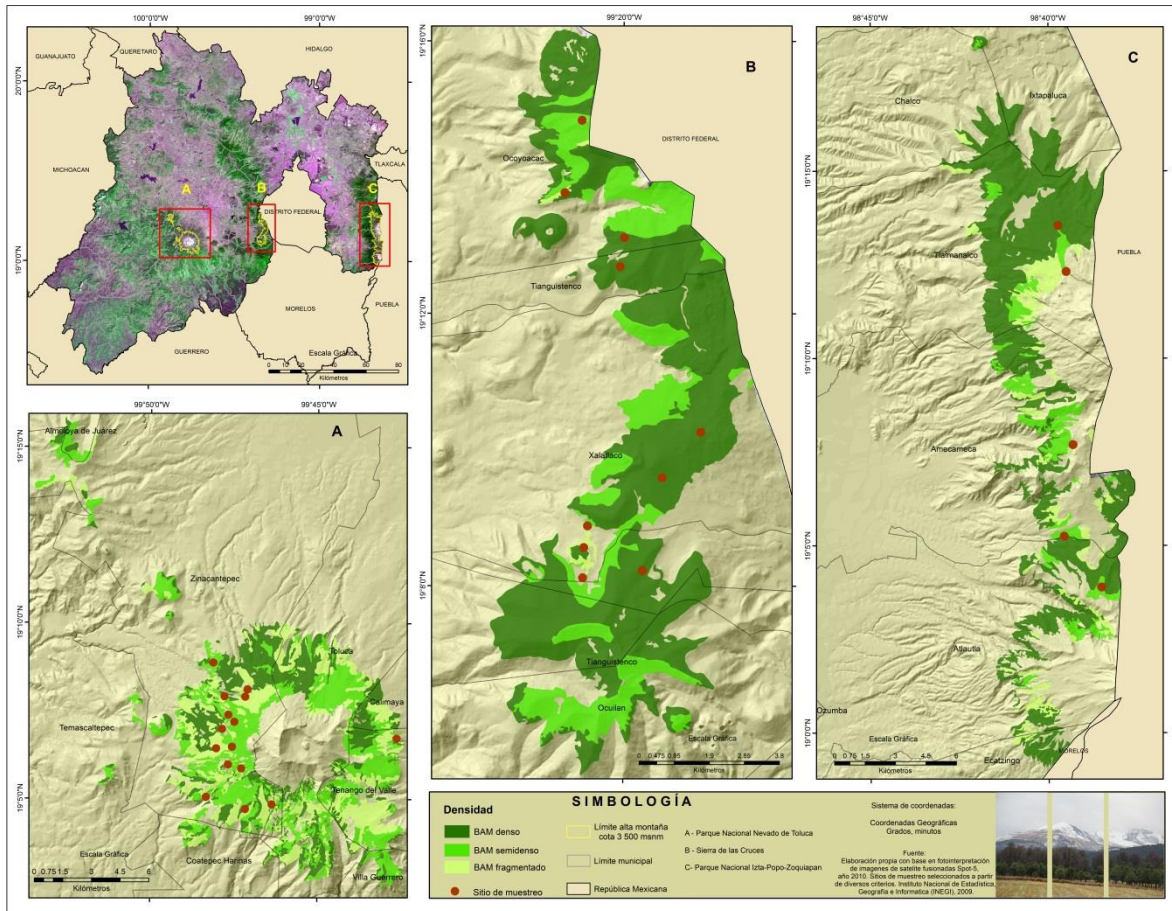 100°0'0"O
99°0'0"O
QUERETARO
HIDALGO
GUANAJUATO
20°0'0"N
MICHOACAN
TLAXCALA
A
B
C
DISTRITO FEDERAL
19°0'0"N
MORELOS
PUEBLA
GUERRERO
Escala Gráfica
0 10 20 40 60 80
Kilómetros
99°50'0"O
99°45'0"O
A
Almoloya de Juárez
19°15'0"N
Zinacantepec
19°10'0"N
Toluca
Calimaya
Temascaltepec
Tenango del Valle
19°5'0"N
Coatepec Harinas
Villa Guerrero
Escala Gráfica
0 0.75 1.5 3 4.5 6
Kilómetros
99°20'0"O
B
DISTRITO FEDERAL
Ocoyoacac
Tianguistenco
19°12'0"N
Xalatlaco
19°8'0"N
Tianguistenco
Ocuilan
Escala Gráfica
0 0.475 0.95 1.9 2.85 3.8
Kilómetros
98°45'0"O
98°40'0"O
C
Ixtapaluca
Chalco
19°15'0"N
PUEBLA
Tlalmanalco
19°10'0"N
Amecameca
19°5'0"N
Atlautla
Ozumba
19°0'0"N
MORELOS
Ecatzingo
Escala Gráfica
0 0.75 1.5 3 4.5 6
Kilómetros
SIMBOLOGÍA
Densidad
BAM denso
BAM semidenso
BAM fragmentado
Sitio de muestreo
Límite alta montaña
cota 3 500 msnm
Límite municipal
República Mexicana
A - Parque Nacional Nevado de Toluca
B - Sierra de las Cruces
C- Parque Nacional Izta-Popo-Zoquiapan
Sistema de coordenadas:
Coordenadas Geográficas
Grados, minutos
Fuente:
Elaboración propia con base en fotointerpretación
de imagenes de satelite fusionadas Spot-5,
año 2010. Sitios de muestreo seleccionados a partir
de diversos criterios. Instituto Nacional de Estadística,
Geografía e Informatica (INEGI), 2009.